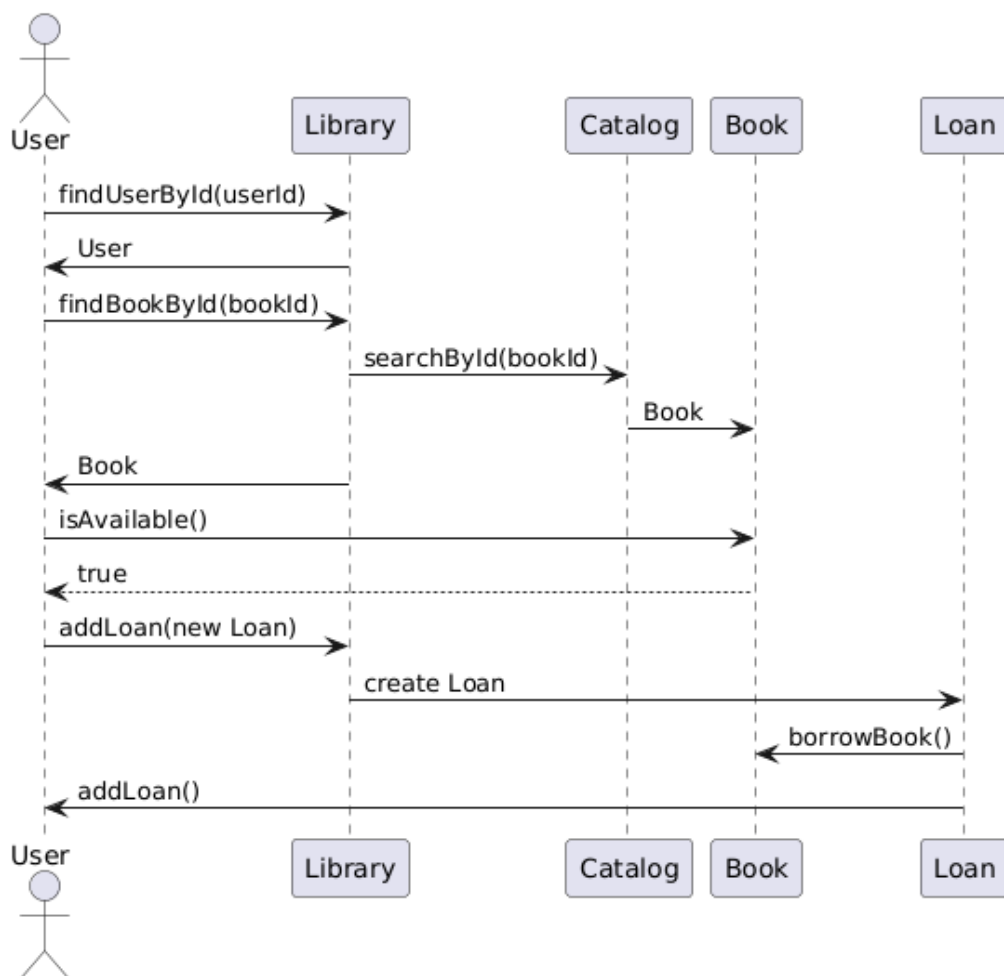 User
Library
Catalog
Book
Loan
findUserById(userId)
User
findBookById(bookId)
searchById(bookId)
Book
Book
isAvailable()
true
addLoan(new Loan)
create Loan
borrowBook()
addLoan()
User
Library
Catalog
Book
Loan